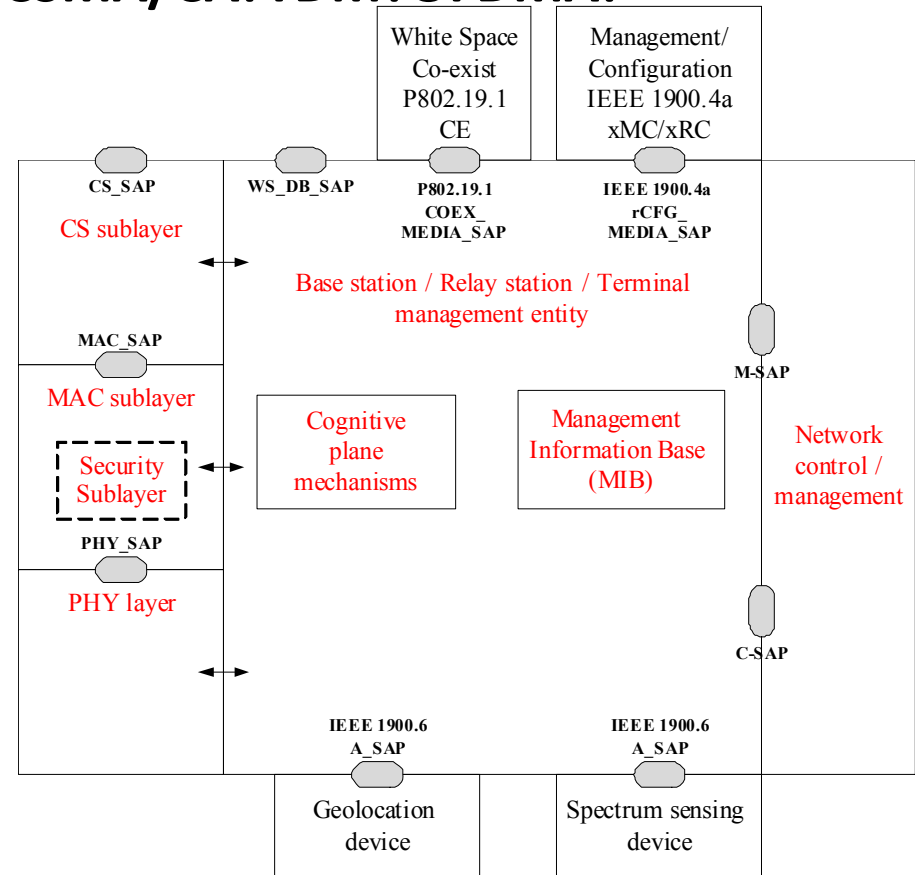 White Space
Co-exist
P802.19.1
CE
Management/
Configuration
IEEE 1900.4a
xMC/xRC
CS_SAP
WS_DB_SAP
P802.19.1
COEX_
MEDIA_SAP
IEEE 1900.4a
rCFG_
MEDIA_SAP
CS sublayer
Base station / Relay station / Terminal
management entity
MAC_SAP
M-SAP
MAC sublayer
Security
Sublayer
Cognitive
plane
mechanisms
Management
Information Base
(MIB)
Network
control /
management
PHY_SAP
PHY layer
C-SAP
IEEE 1900.6
A_SAP
IEEE 1900.6
A_SAP
Geolocation
device
Spectrum sensing
device